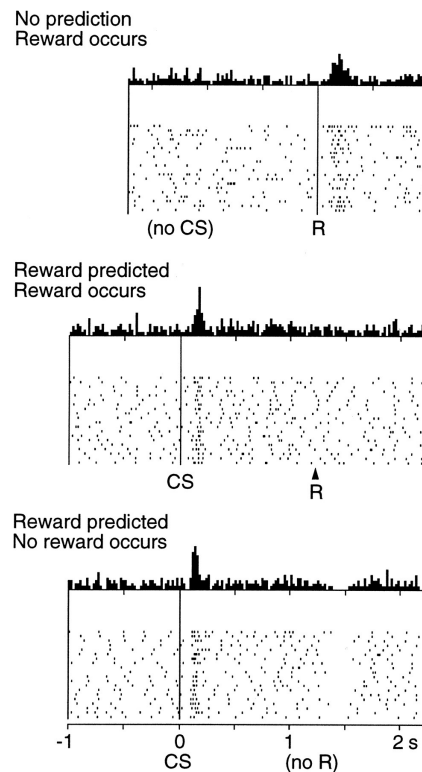 No prediction
Reward occurs
(no CS) R
Reward predicted
Reward occurs
CS R
Reward predicted
No reward occurs
-1 0 1 2 s
CS (no R)